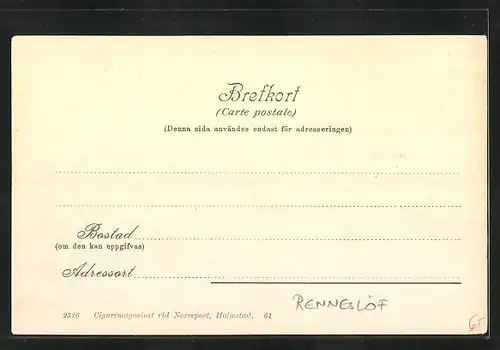 Brefkort
(Carte postale)
(Denna sida användes endast för adresseringen)
Bostad
(om den kan uppgifvas)
Adressort
2526 Cigarrmagasinet vid Norreport, Halmstad. 61
RENNESLÖF
65